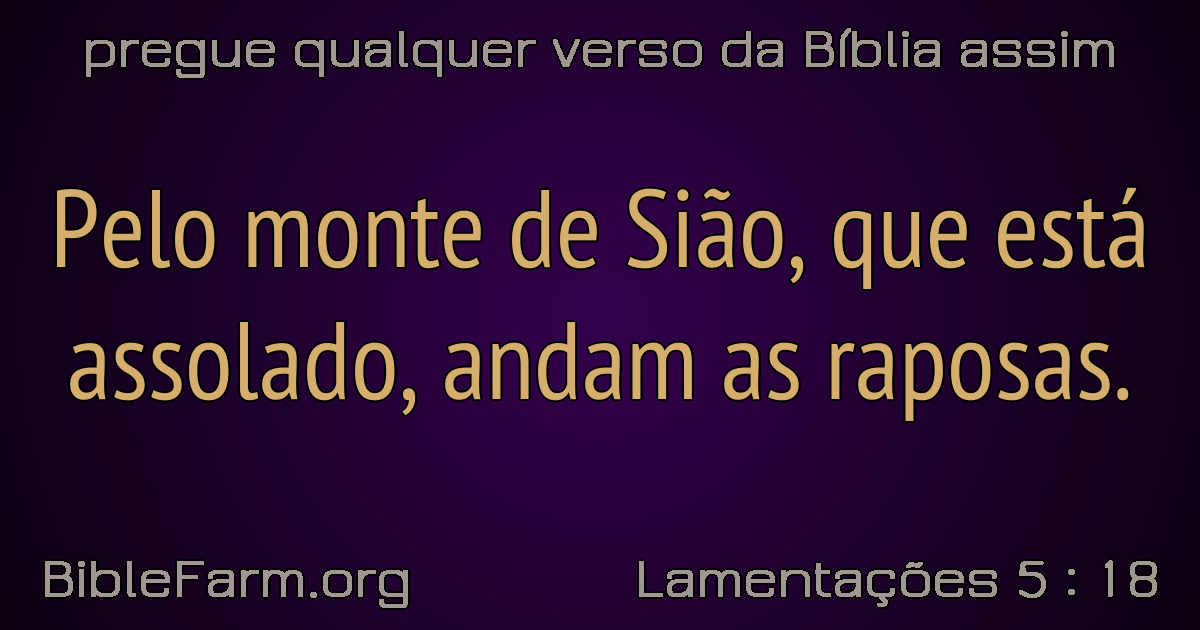 pregue qualquer verso da Bíblia assim
Pelo monte de Sião, que está
assolado, andam as raposas.
BibleFarm.org
Lamentações 5 : 18